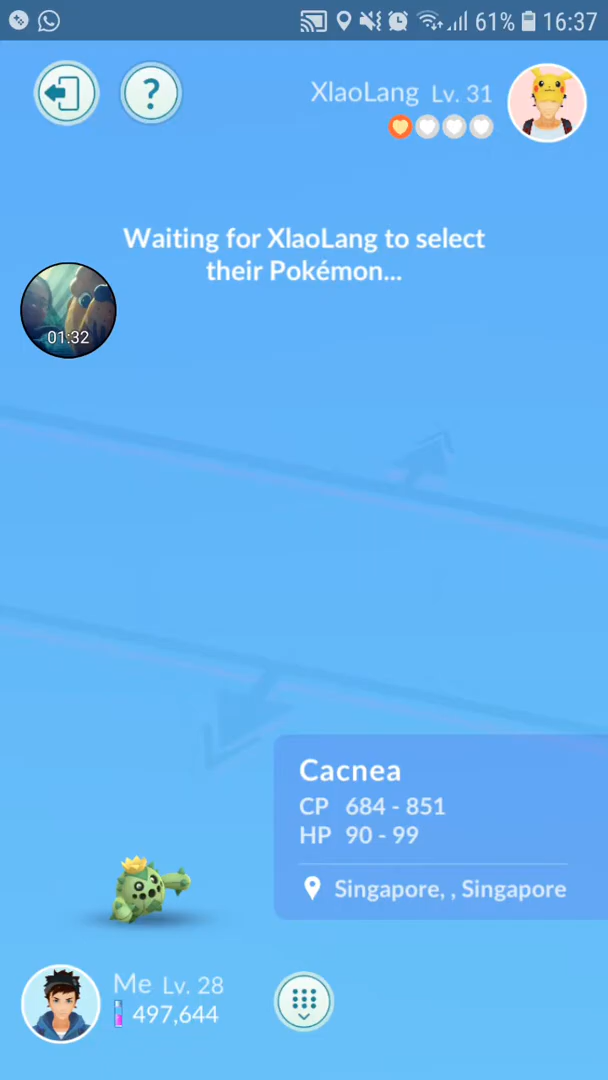 61% 16:37
XlaoLang Lv. 31
?
Waiting for XlaoLang to select
their Pokémon...
01:32
Cacnea
CP 684 - 851
HP 90 - 99
Singapore, , Singapore
Me Lv. 28
497,644